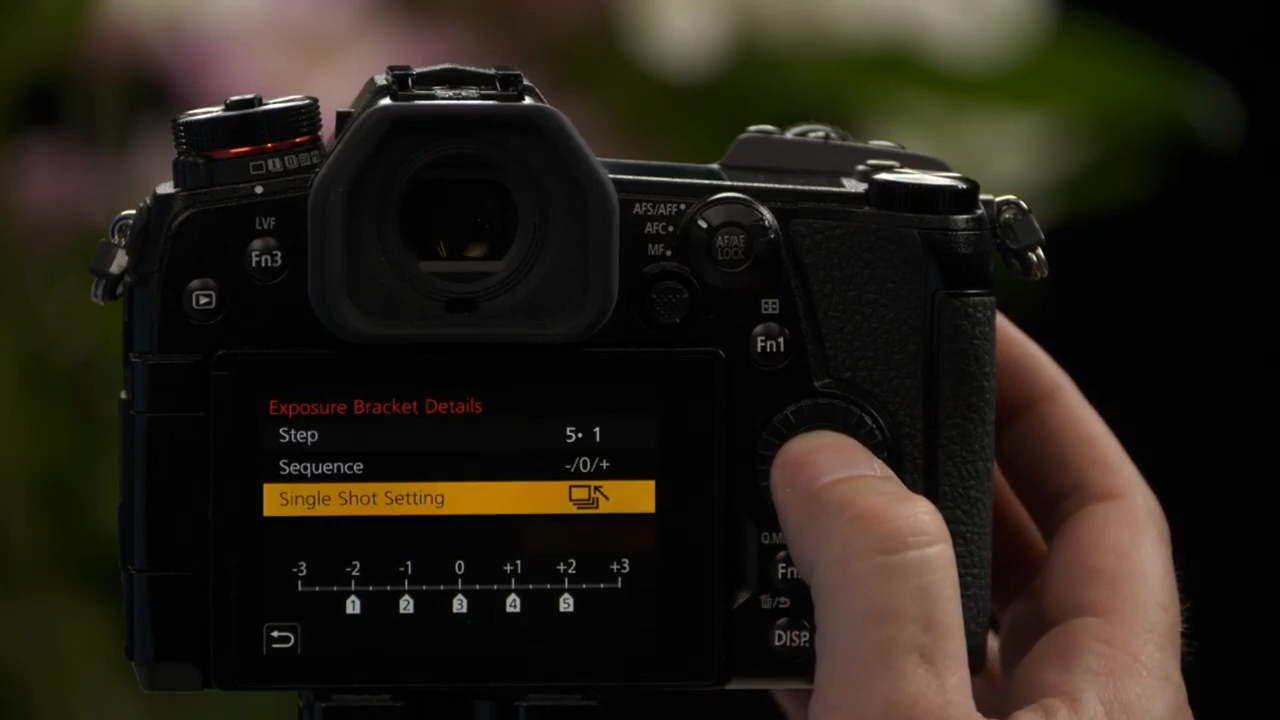 LVF
Fn3
AFS/AFF
AFC
MF
AF/AE
LOCK
Fn1
Exposure Bracket Details
Step 5• 1
Sequence -/0/+
Single Shot Setting
-3 -2 -1 0 +1 +2 +3
1 2 3 4 5
Q.M
Fn
DISP.